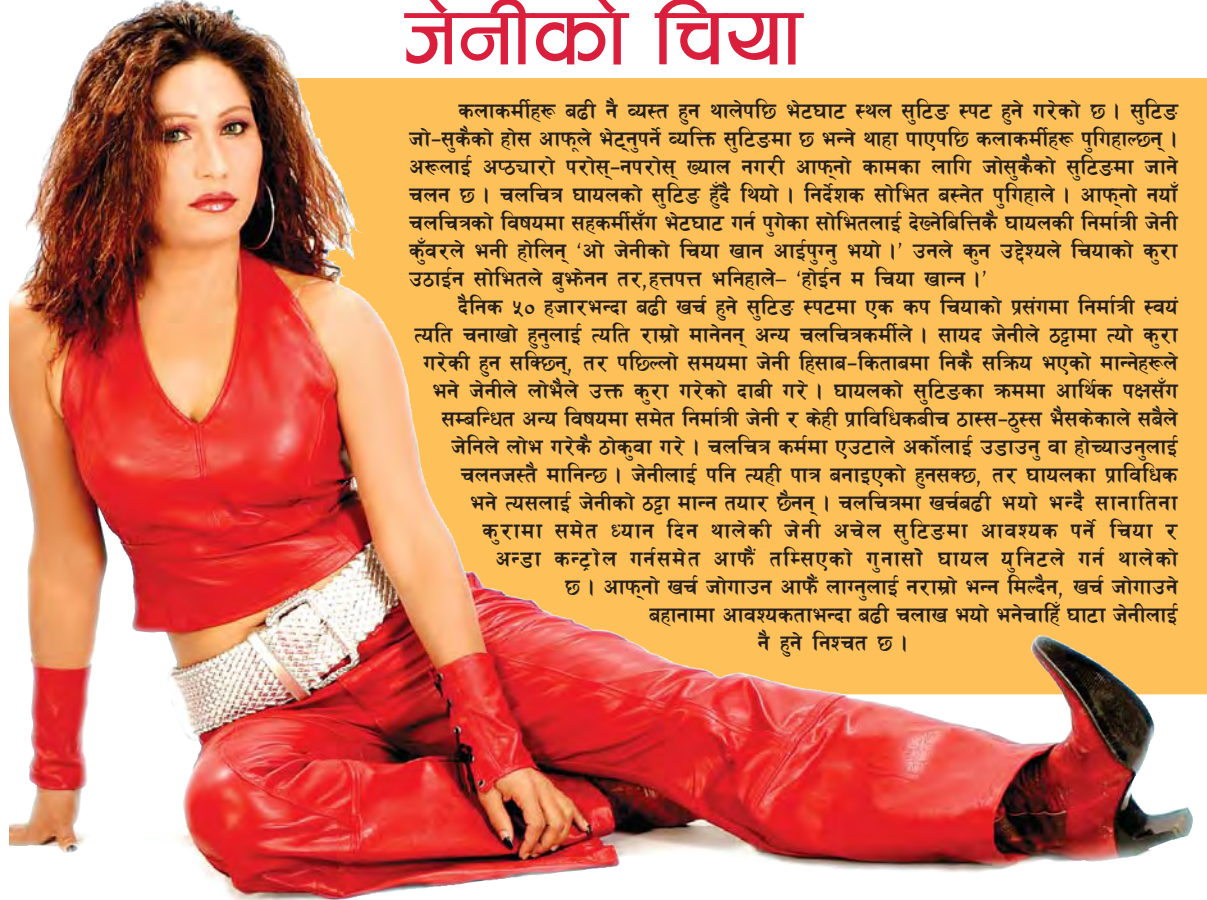 जेनीको चिया
कलाकर्मीहरू बढी नै व्यस्त हुन थालेपछि भेटघाट स्थल सुटिङ स्पट हुने गरेको छ । सुटिङ
जो–सुकैको होस आफूले भेट्नुपर्ने व्यक्ति सुटिङमा छ भन्ने थाहा पाएपछि कलाकर्मीहरू पुगिहाल्छन् ।
अरूलाई अप्ठ्यारो परोस्–नपरोस् ख्याल नगरी आफ्नो कामका लागि जोसुकैको सुटिङमा जाने
चलन छ । चलचित्र घायलको सुटिङ हुँदै थियो । निर्देशक सोभित बस्नेत पुगिहाले । आफ्नो नयाँ
चलचित्रको विषयमा सहकर्मीसँग भेटघाट गर्न पुगेका सोभितलाई देख्नेबित्तिकै घायलकी निर्मात्री जेनी
कुँवरले भनी होलिन् ‘ओ जेनीको चिया खान आईपुग्नु भयो ।’ उनले कुन उद्देश्यले चियाको कुरा
उठाईन सोभितले बुझेनन तर,हत्तपत्त भनिहाले– ‘होईन म चिया खान्न ।’
दैनिक ५० हजारभन्दा बढी खर्च हुने सुटिङ स्पटमा एक कप चियाको प्रसंगमा निर्मात्री स्वयं
त्यति चनाखो हुनुलाई त्यति राम्रो मानेनन् अन्य चलचित्रकर्मीले । सायद जेनीले ठट्टामा त्यो कुरा
गरेकी हुन सक्छिन्, तर पछिल्लो समयमा जेनी हिसाब–किताबमा निकै सक्रिय भएको मान्नेहरूले
भने जेनीले लोभैले उक्त कुरा गरेको दाबी गरे । घायलको सुटिङका क्रममा आर्थिक पक्षसँग
सम्बन्धित अन्य विषयमा समेत निर्मात्री जेनी र केही प्राविधिकबीच ठास्स–ठुस्स भैसकेकाले सबैले
जेनिले लोभ गरेकै ठोकुवा गरे । चलचित्र कर्ममा एउटाले अर्कोलाई उडाउनु वा होच्याउनुलाई
चलनजस्तै मानिन्छ । जेनीलाई पनि त्यही पात्र बनाइएको हुनसक्छ, तर घायलका प्राविधिक
भने त्यसलाई जेनीको ठट्टा मान्न तयार छैनन् । चलचित्रमा खर्चबढी भयो भन्दै सानातिना
कुरामा समेत ध्यान दिन थालेकी जेनी अचेल सुटिङमा आवश्यक पर्ने चिया र
अन्डा कन्ट्रोल गर्नसमेत आफैं तम्सिएको गुनासो घायल युनिटले गर्न थालेको
छ । आफ्नो खर्च जोगाउन आफैं लाग्नुलाई नराम्रो भन्न मिल्दैन, खर्च जोगाउने
बहानामा आवश्यकताभन्दा बढी चलाख भयो भनेचाहिँ घाटा जेनीलाई
नै हुने निश्चत छ ।